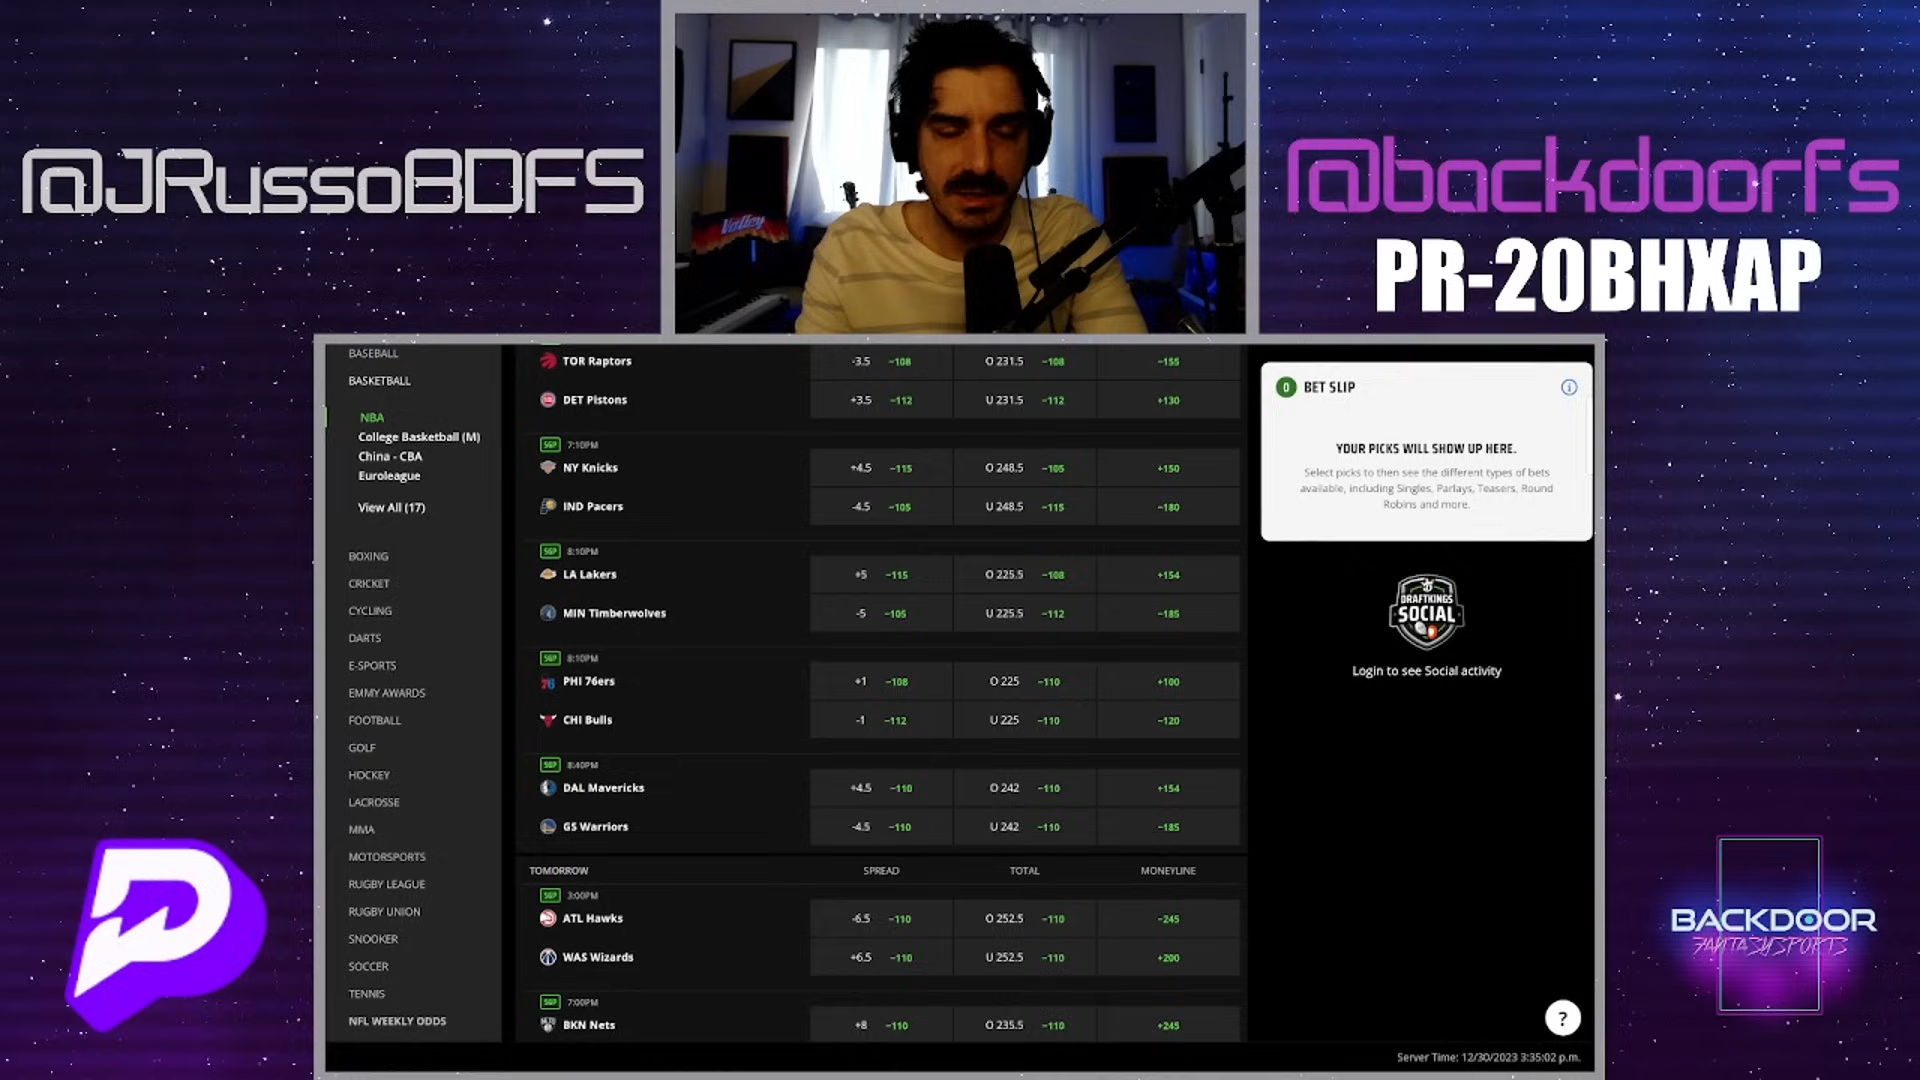 @JRussoBDFS
Volley
@backdoorfs
PR-20BHXAP
BASEBALL
BASKETBALL
NBA
College Basketball (M)
China - CBA
Euroleague
View All (17)
BOXING
CRICKET
CYCLING
DARTS
E-SPORTS
EMMY AWARDS
FOOTBALL
GOLF
HOCKEY
LACROSSE
MMA
MOTORSPORTS
RUGBY LEAGUE
RUGBY UNION
SNOOKER
SOCCER
TENNIS
NFL WEEKLY ODDS
TOR Raptors -3.5 -108 O 231.5 -108 -155
DET Pistons +3.5 -112 U 231.5 -112 +130
SGP 7:10PM
NY Knicks +4.5 -115 O 248.5 -105 +150
IND Pacers -4.5 -105 U 248.5 -115 -180
SGP 8:10PM
LA Lakers +5 -115 O 225.5 -108 +154
MIN Timberwolves -5 -105 U 225.5 -112 -185
SGP 8:10PM
PHI 76ers +1 -108 O 225 -110 +100
CHI Bulls -1 -112 U 225 -110 -120
SGP 8:40PM
DAL Mavericks +4.5 -110 O 242 -110 +154
GS Warriors -4.5 -110 U 242 -110 -185
TOMORROW SPREAD TOTAL MONEYLINE
SGP 3:00PM
ATL Hawks -6.5 -110 O 252.5 -110 -245
WAS Wizards +6.5 -110 U 252.5 -110 +200
SGP 7:00PM
BKN Nets +8 -110 O 235.5 -110 +245
0 BET SLIP
YOUR PICKS WILL SHOW UP HERE.
Select picks to then see the different types of bets
available, including Singles, Parlays, Teasers, Round
Robins and more.
DRAFTKINGS
SOCIAL
Login to see Social activity
?
Server Time: 12/30/2023 3:35:02 p.m.
P
BACKDOOR
FANTASYSPORTS